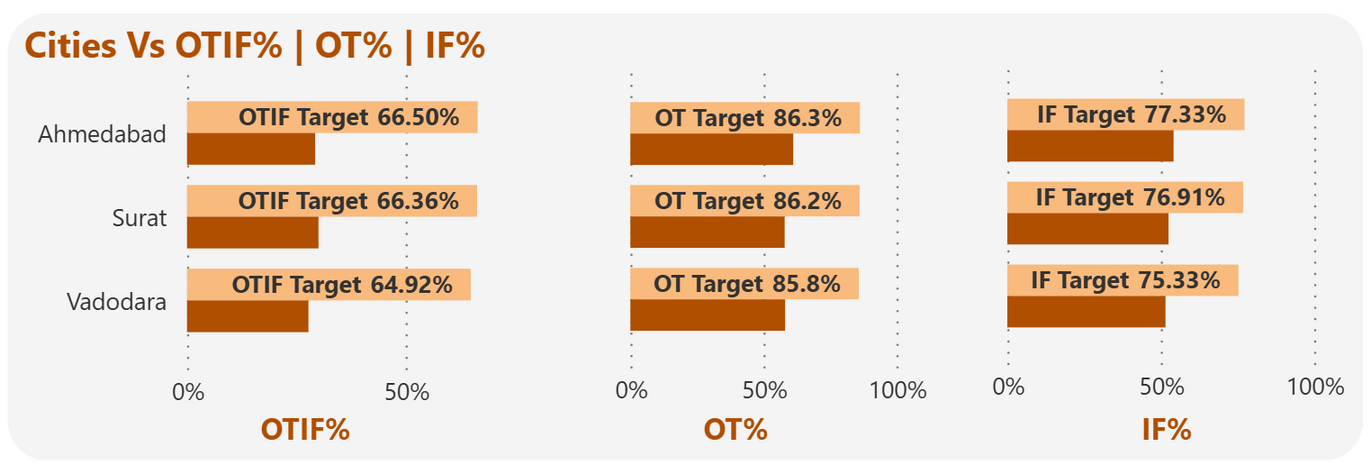 Cities Vs OTIF% | OT% | IF%
Ahmedabad
OTIF Target 66.50%
OT Target 86.3%
IF Target 77.33%
Surat
OTIF Target 66.36%
OT Target 86.2%
IF Target 76.91%
Vadodara
OTIF Target 64.92%
OT Target 85.8%
IF Target 75.33%
0%
50%
0%
50%
100%
0%
50%
100%
OTIF%
OT%
IF%